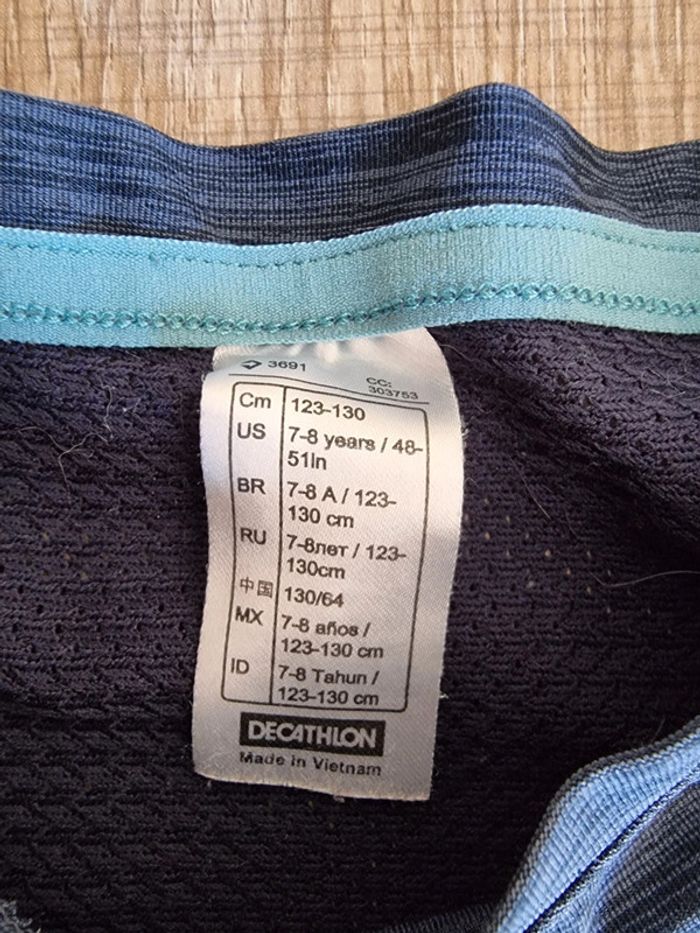 3691
CC:
303753
Cm 123-130
US 7-8 years / 48-
51In
BR 7-8 A / 123-
130 cm
RU 7-8лет / 123-
130cm
中国 130/64
MX 7-8 años /
123-130 cm
ID 7-8 Tahun /
123-130 cm
DECATHLON
Made in Vietnam